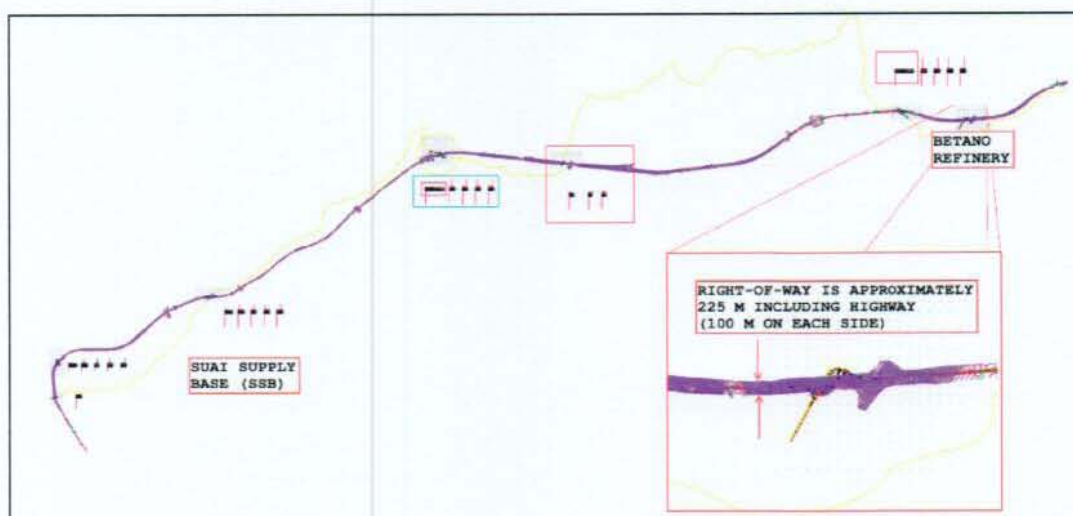 BETANO
REFINERY
RIGHT-OF-WAY IS APPROXIMATELY
225 M INCLUDING HIGHWAY
(100 M ON EACH SIDE)
SUAI SUPPLY
BASE (SSB)